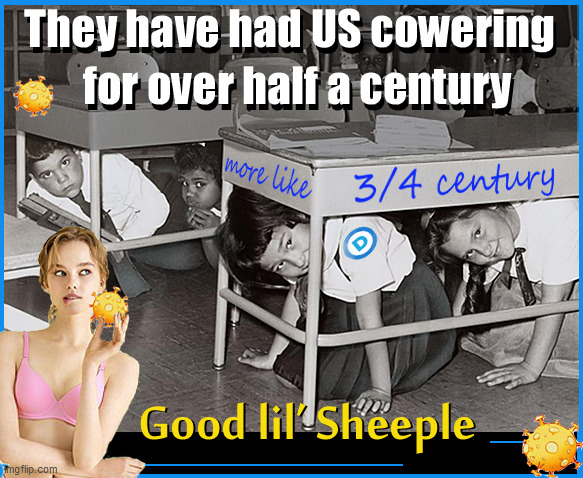 They have had US cowering
for over half a century
more like 3/4 century
D
Good lil' Sheeple
imgflip.com